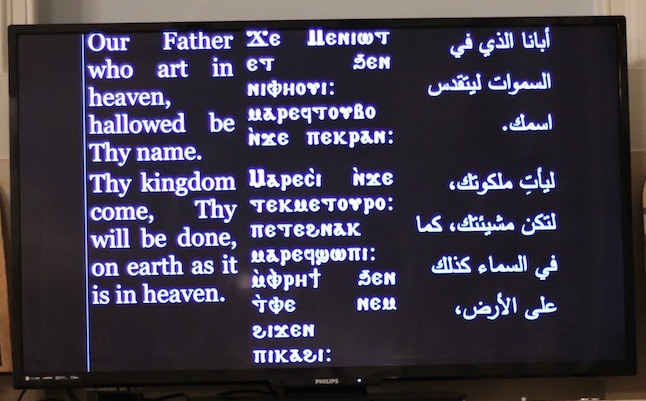 Our Father
who art in
heaven,
hallowed be
Thy name.
Thy kingdom
come, Thy
will be done,
on earth as it
is in heaven.
Ϫⲉ Ⲡⲉⲛⲓⲱⲧ
ⲉⲧ ϧⲉⲛ
ⲛⲓⲫⲏⲟⲩⲓ:
ⲙⲁⲣⲉϥⲧⲟⲩⲃⲟ
ⲛ̀ϫⲉ ⲡⲉⲕⲣⲁⲛ:
Ⲙⲁⲣⲉⲥⲓ̀ ⲛ̀ϫⲉ
ⲧⲉⲕⲙⲉⲧⲟⲩⲣⲟ:
ⲡⲉⲧⲉϩⲛⲁⲕ
ⲙⲁⲣⲉϥϣⲱⲡⲓ:
ⲙ̀ⲫⲣⲏϯ ϧⲉⲛ
ⲧ̀ⲫⲉ ⲛⲉⲙ
ϩⲓϫⲉⲛ
ⲡⲓⲕⲁϩⲓ:
أبانا الذي في
السموات ليتقدس
اسمك.
ليأتِ ملكوتك،
لتكن مشيئتك، كما
في السماء كذلك
على الأرض،
PHILIPS